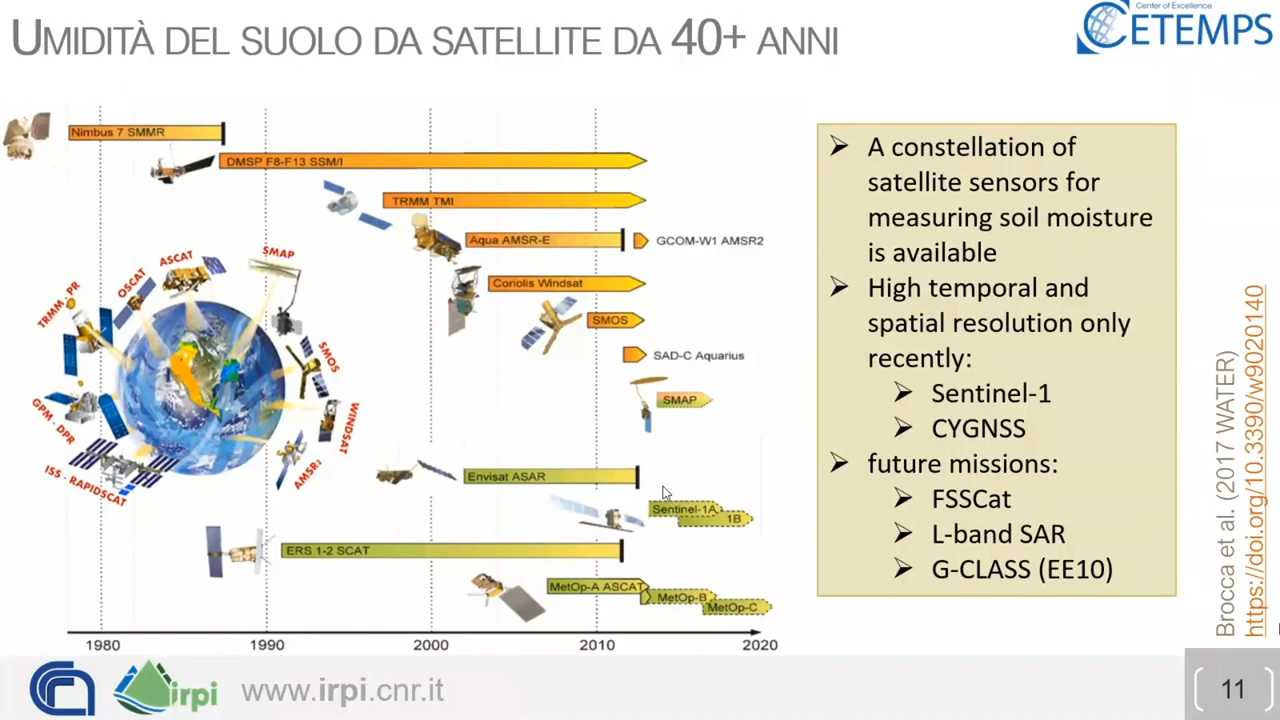 UMIDITÀ DEL SUOLO DA SATELLITE DA 40+ ANNI
Center of Excellence
CETEMPS
Nimbus 7 SMMR
DMSP F8-F13 SSM/I
TRMM TMI
Aqua AMSR-E
GCOM-W1 AMSR2
Coriolis Windsat
SMOS
SAD-C Aquarius
SMAP
Envisat ASAR
Sentinel-1A
1B
ERS 1-2 SCAT
MetOp-A ASCAT
MetOp-B
MetOp-C
1980
1990
2000
2010
2020
TRMM - PR
OSCAT
ASCAT
SMAP
SMOS
WINDSAT
AMSR2
ISS - RAPIDSCAT
GPM - DPR
A constellation of
satellite sensors for
measuring soil moisture
is available
High temporal and
spatial resolution only
recently:
Sentinel-1
CYGNSS
future missions:
FSSCat
L-band SAR
G-CLASS (EE10)
Brocca et al. (2017 WATER)
https://doi.org/10.3390/w9020140
irpi
www.irpi.cnr.it
11